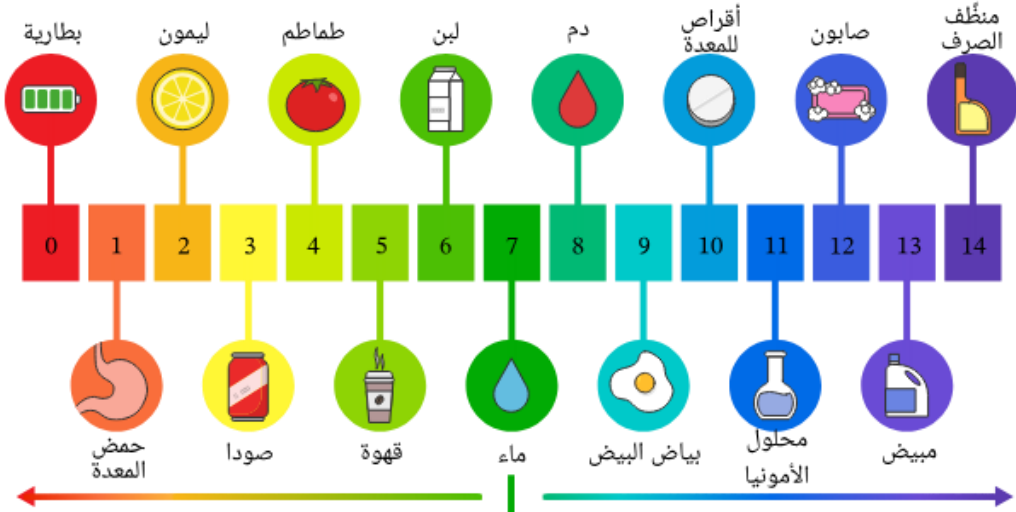 بطارية
ليمون
طماطم
لبن
دم
أقراص
للمعدة
صابون
منظِّف
الصرف
0 1 2 3 4 5 6 7 8 9 10 11 12 13 14
حمض
المعدة
صودا
قهوة
ماء
بياض البيض
محلول
الأمونيا
مبيض